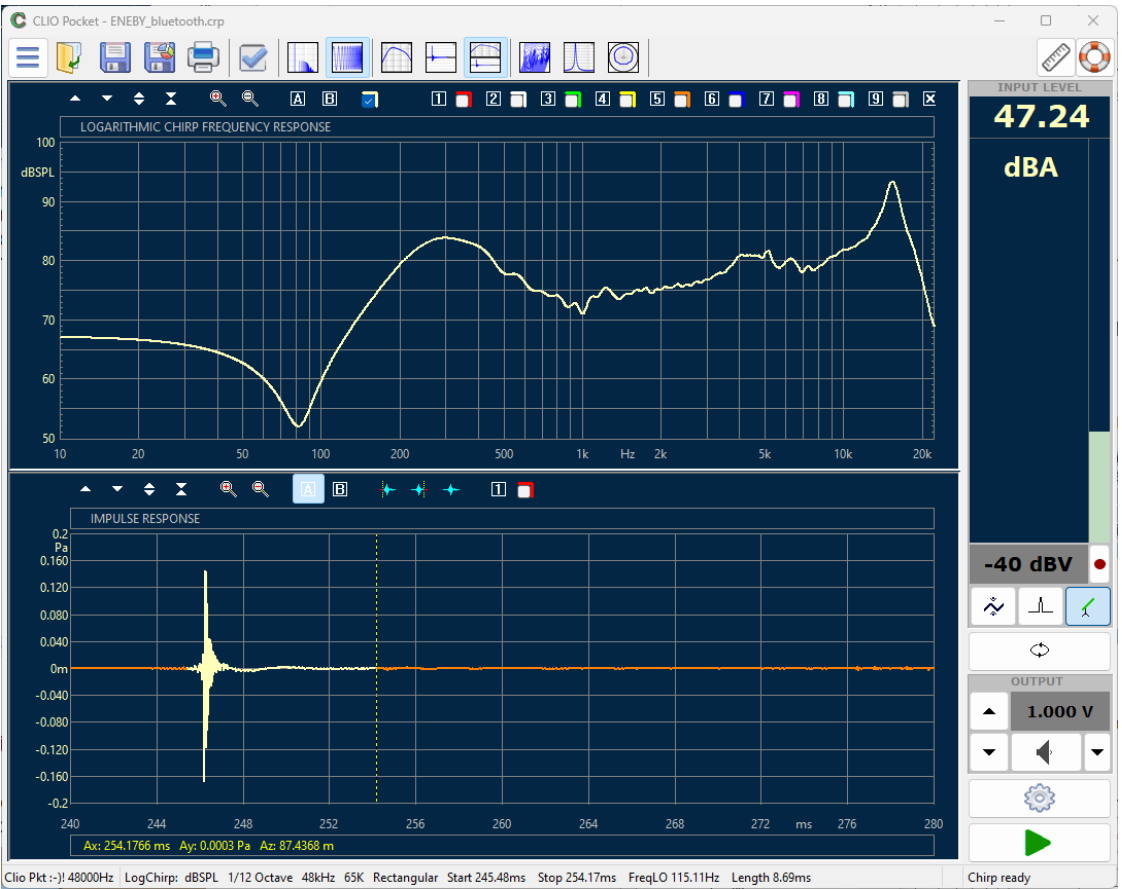 CLIO Pocket - ENEBY_bluetooth.crp
INPUT LEVEL
47.24
dBA
A B 1 2 3 4 5 6 7 8 9
LOGARITHMIC CHIRP FREQUENCY RESPONSE
100
dBSPL
90
80
70
60
50
10 20 50 100 200 500 1k Hz 2k 5k 10k 20k
A B 1
IMPULSE RESPONSE
0.2
Pa
0.160
0.120
0.080
0.040
0m
-0.040
-0.080
-0.120
-0.160
-0.2
240 244 248 252 256 260 264 268 272 ms 276 280
Ax: 254.1766 ms Ay: 0.0003 Pa Az: 87.4368 m
-40 dBV
OUTPUT
1.000 V
Clio Pkt :-)! 48000Hz LogChirp: dBSPL 1/12 Octave 48kHz 65K Rectangular Start 245.48ms Stop 254.17ms FreqLO 115.11Hz Length 8.69ms Chirp ready